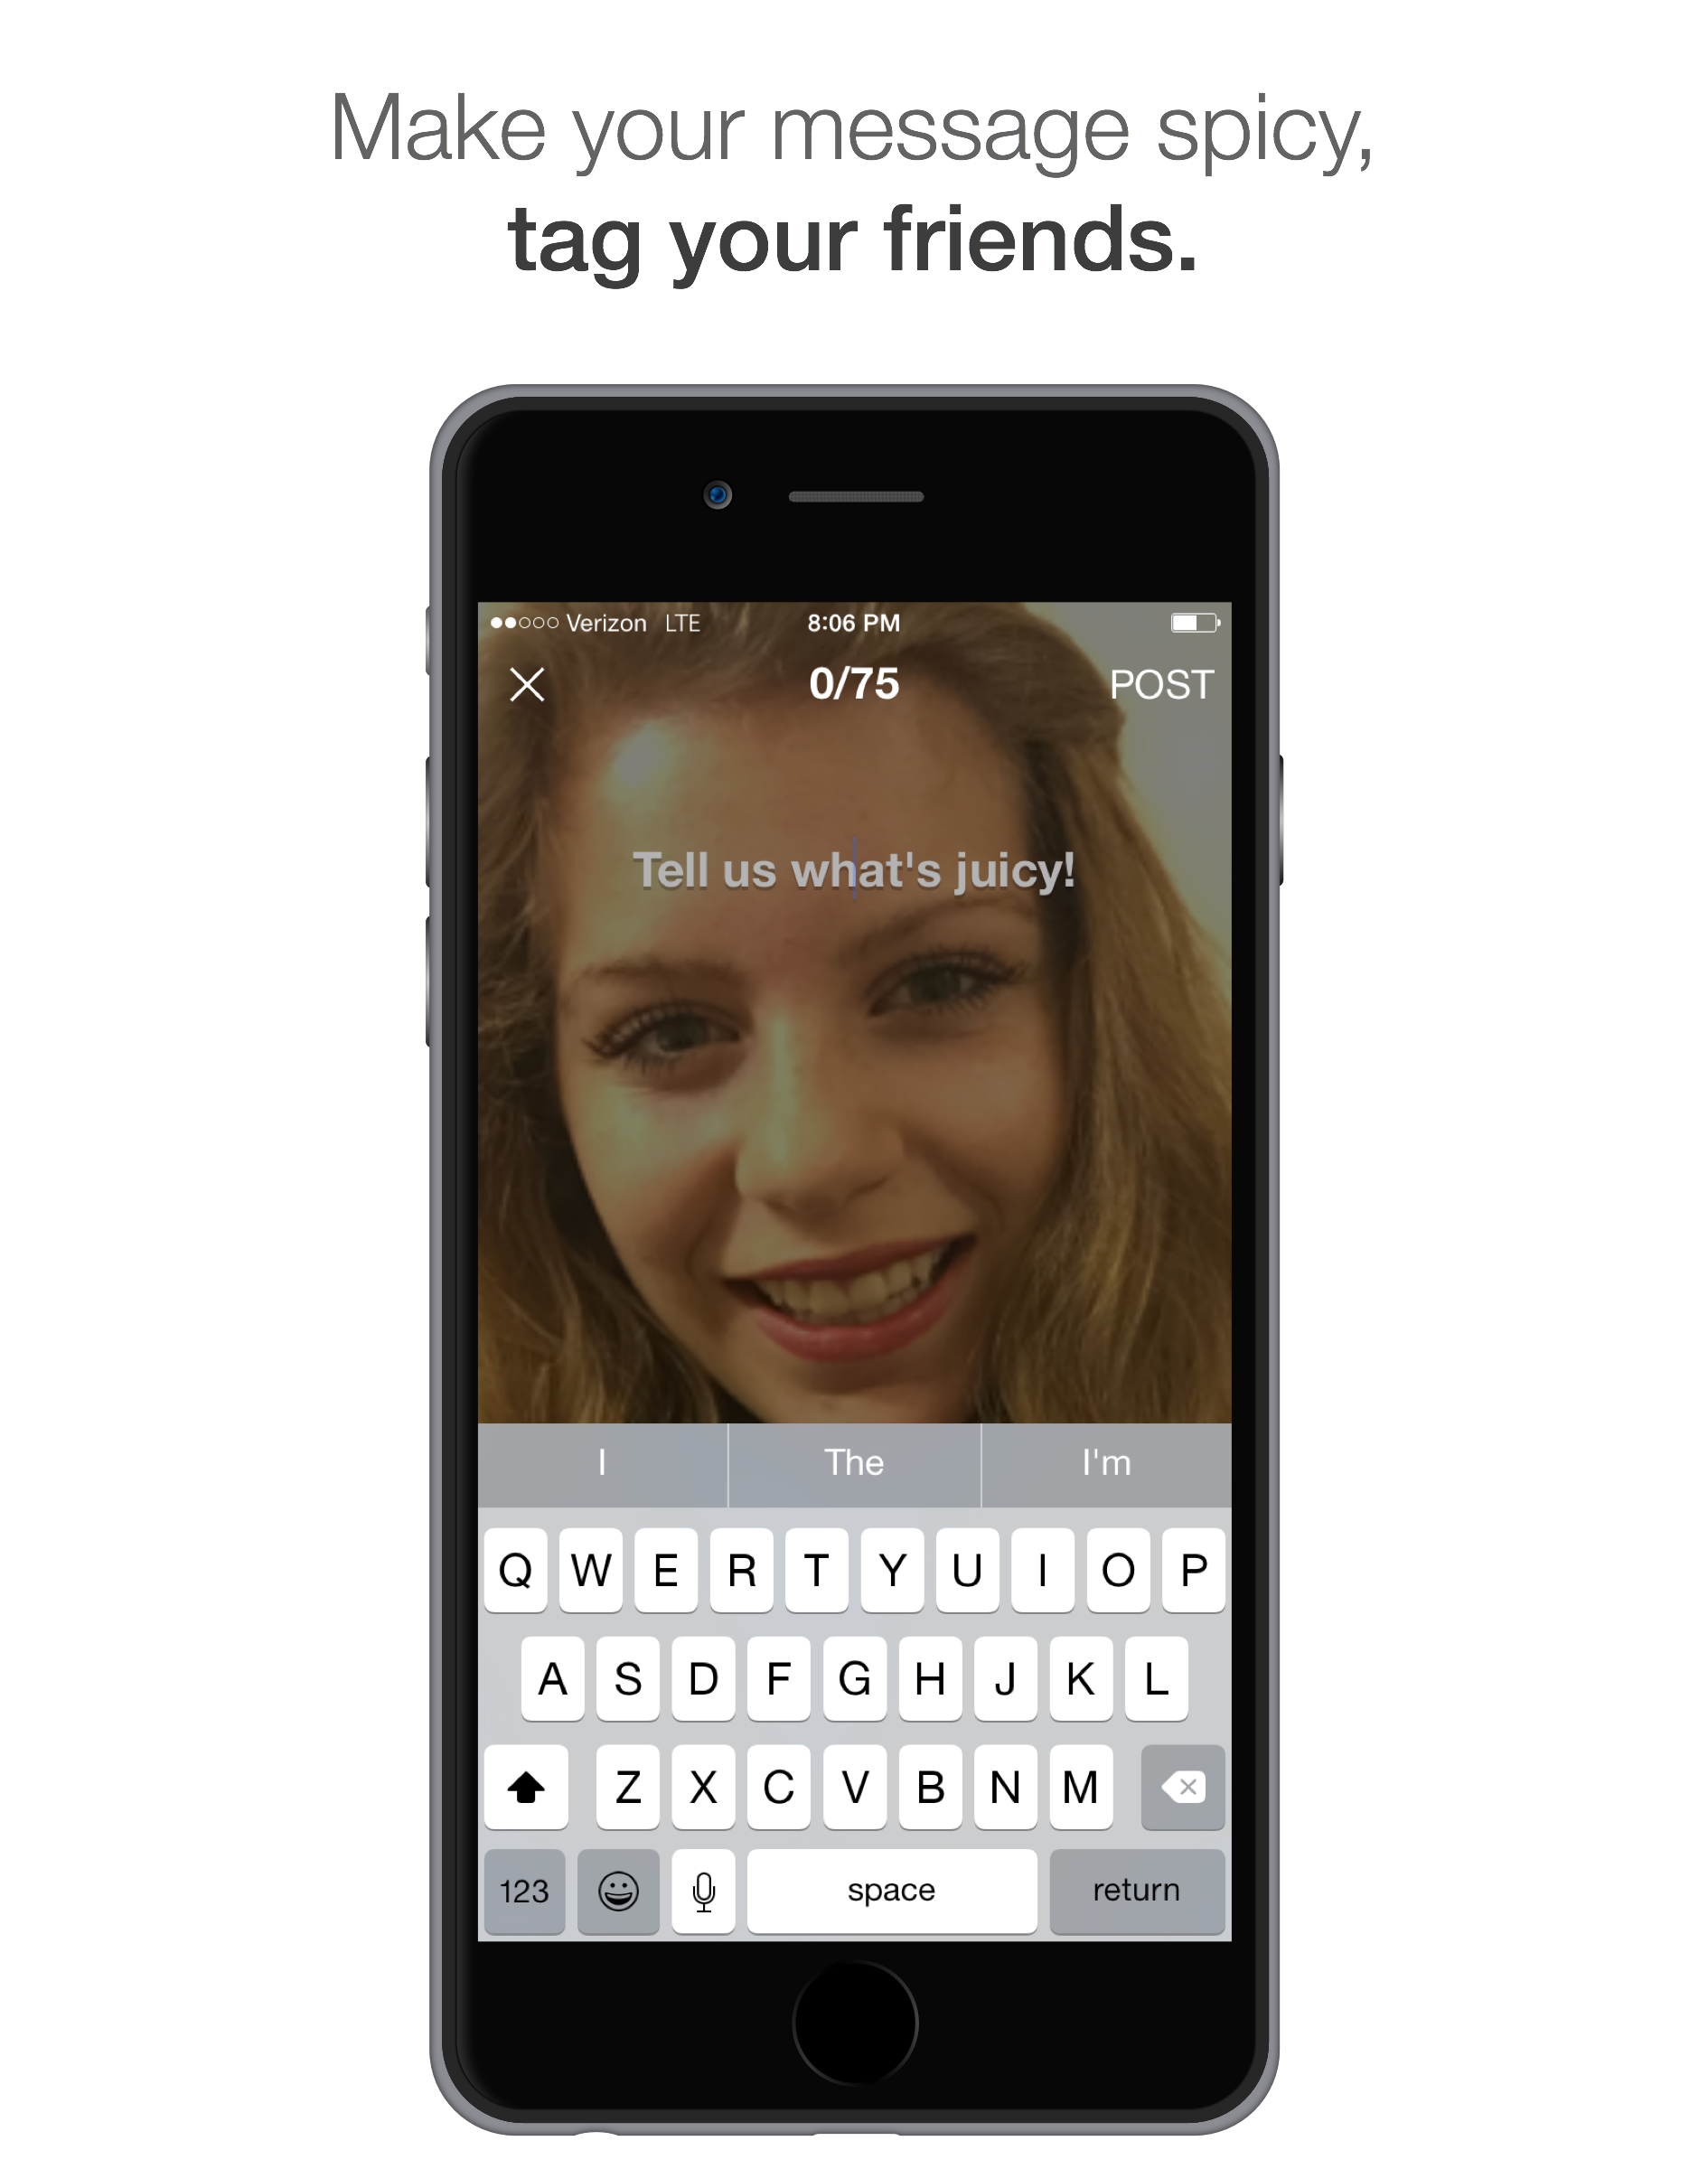 Make your message spicy,
tag your friends.
Verizon LTE 8:06 PM
0/75 POST
Tell us what's juicy!
I The I'm
Q W E R T Y U I O P
A S D F G H J K L
Z X C V B N M
123 space return